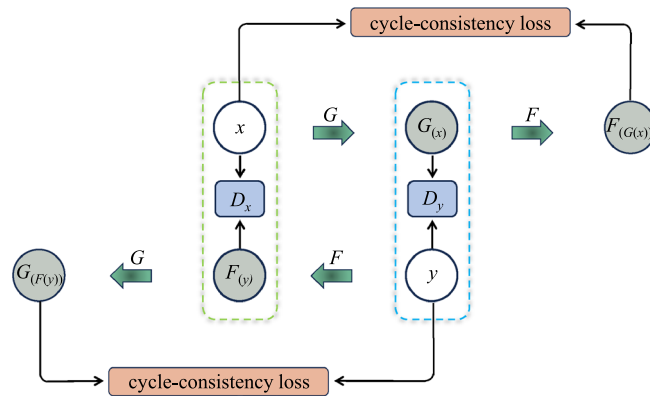 cycle-consistency loss
x
G
G(x)
F
F(G(x))
Dx
Dy
G(F(y))
G
F(y)
F
y
cycle-consistency loss